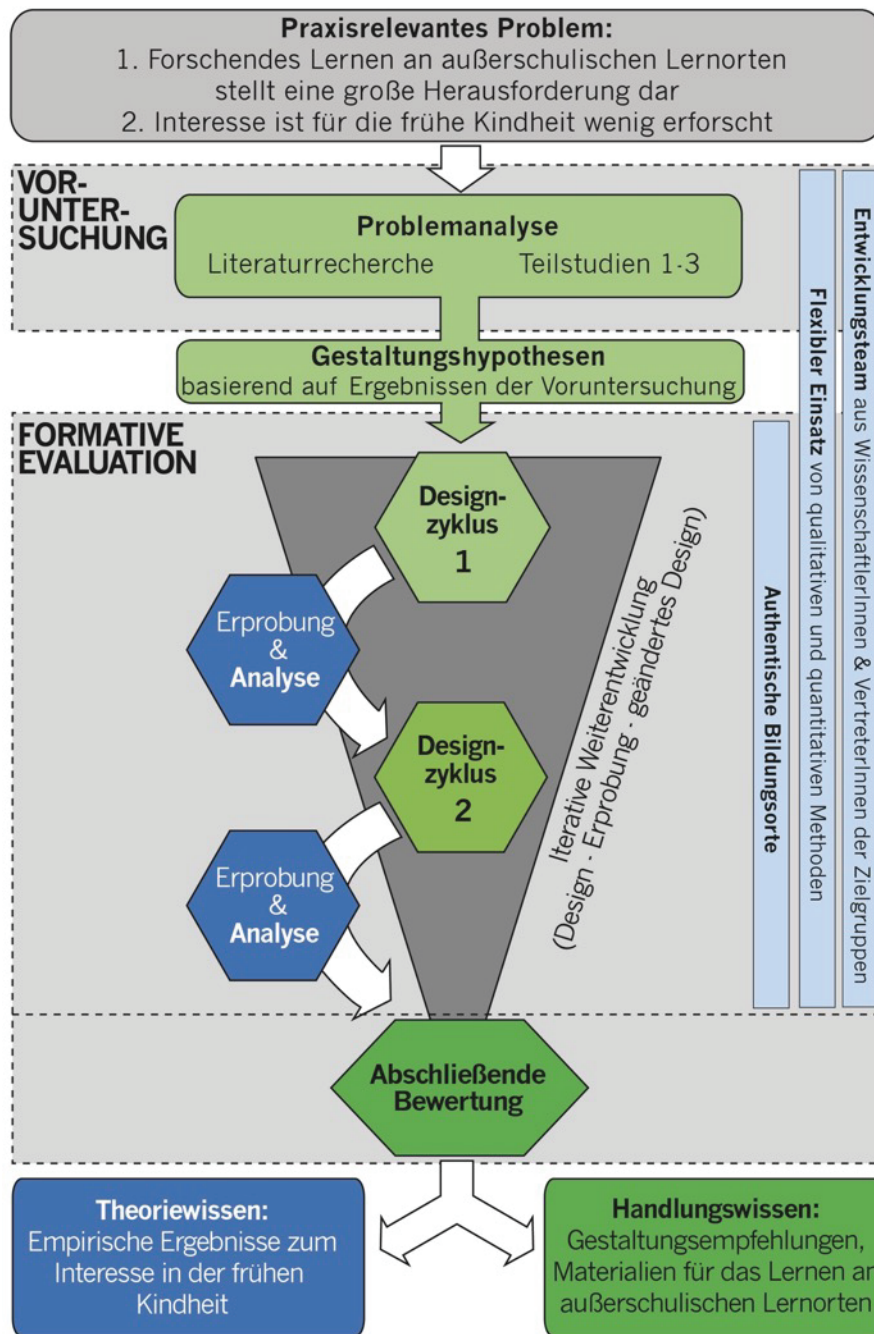 Praxisrelevantes Problem:
1. Forschendes Lernen an außerschulischen Lernorten
stellt eine große Herausforderung dar
2. Interesse ist für die frühe Kindheit wenig erforscht
VOR-
UNTER-
SUCHUNG
Problemanalyse
Literaturrecherche Teilstudien 1-3
Gestaltungshypothesen
basierend auf Ergebnissen der Voruntersuchung
FORMATIVE
EVALUATION
Design-
zyklus
1
Erprobung
&
Analyse
Design-
zyklus
2
Erprobung
&
Analyse
Iterative Weiterentwicklung
(Design - Erprobung - geändertes Design)
Authentische Bildungsorte
Flexibler Einsatz von qualitativen und quantitativen Methoden
Entwicklungsteam aus WissenschaftlerInnen & VertreterInnen der Zielgruppen
Abschließende
Bewertung
Theoriewissen:
Empirische Ergebnisse zum
Interesse in der frühen
Kindheit
Handlungswissen:
Gestaltungsempfehlungen,
Materialien für das Lernen an
außerschulischen Lernorten